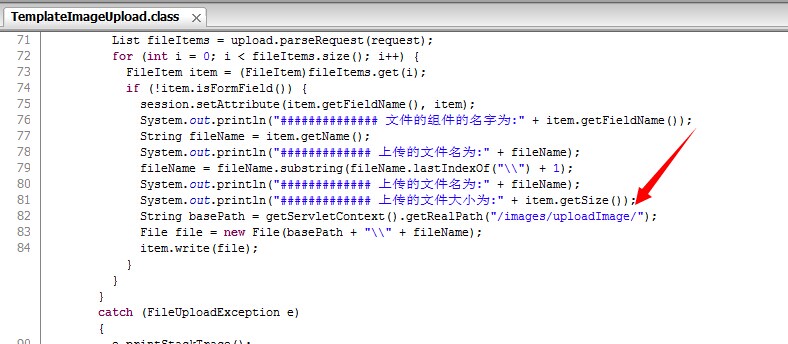 TemplateImageUpload.class
71 List fileItems = upload.parseRequest(request);
72 for (int i = 0; i < fileItems.size(); i++) {
73 FileItem item = (FileItem)fileItems.get(i);
74 if (!item.isFormField()) {
75 session.setAttribute(item.getFieldName(), item);
76 System.out.println("############## 文件的组件的名字为:" + item.getFieldName());
77 String fileName = item.getName();
78 System.out.println("############# 上传的文件名为:" + fileName);
79 fileName = fileName.substring(fileName.lastIndexOf("\\") + 1);
80 System.out.println("############# 上传的文件名为:" + fileName);
81 System.out.println("############# 上传的文件大小为:" + item.getSize());
82 String basePath = getServletContext().getRealPath("/images/uploadImage/");
83 File file = new File(basePath + "\\" + fileName);
84 item.write(file);
}
}
}
catch (FileUploadException e)
{
90 e.printStackTrace();